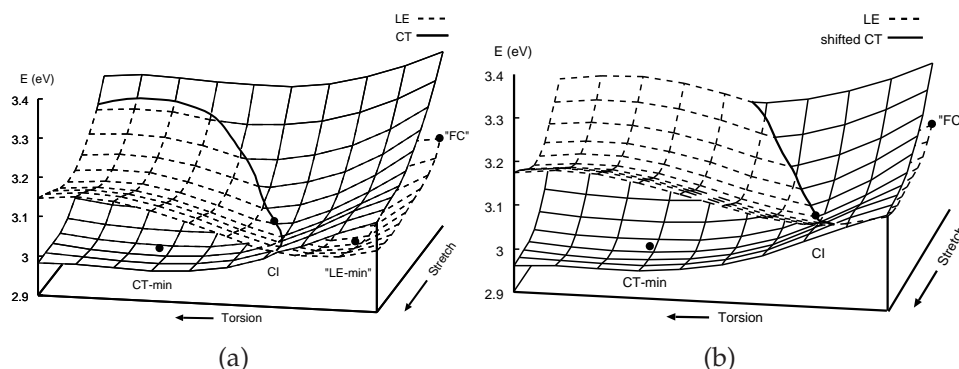 LE
CT
E (eV)
3.4
3.3
3.2
3.1
3
2.9
"FC"
CT-min
CI
"LE-min"
Stretch
Torsion
(a)
LE
shifted CT
E (eV)
3.4
3.3
3.2
3.1
3
2.9
"FC"
CT-min
CI
Stretch
Torsion
(b)